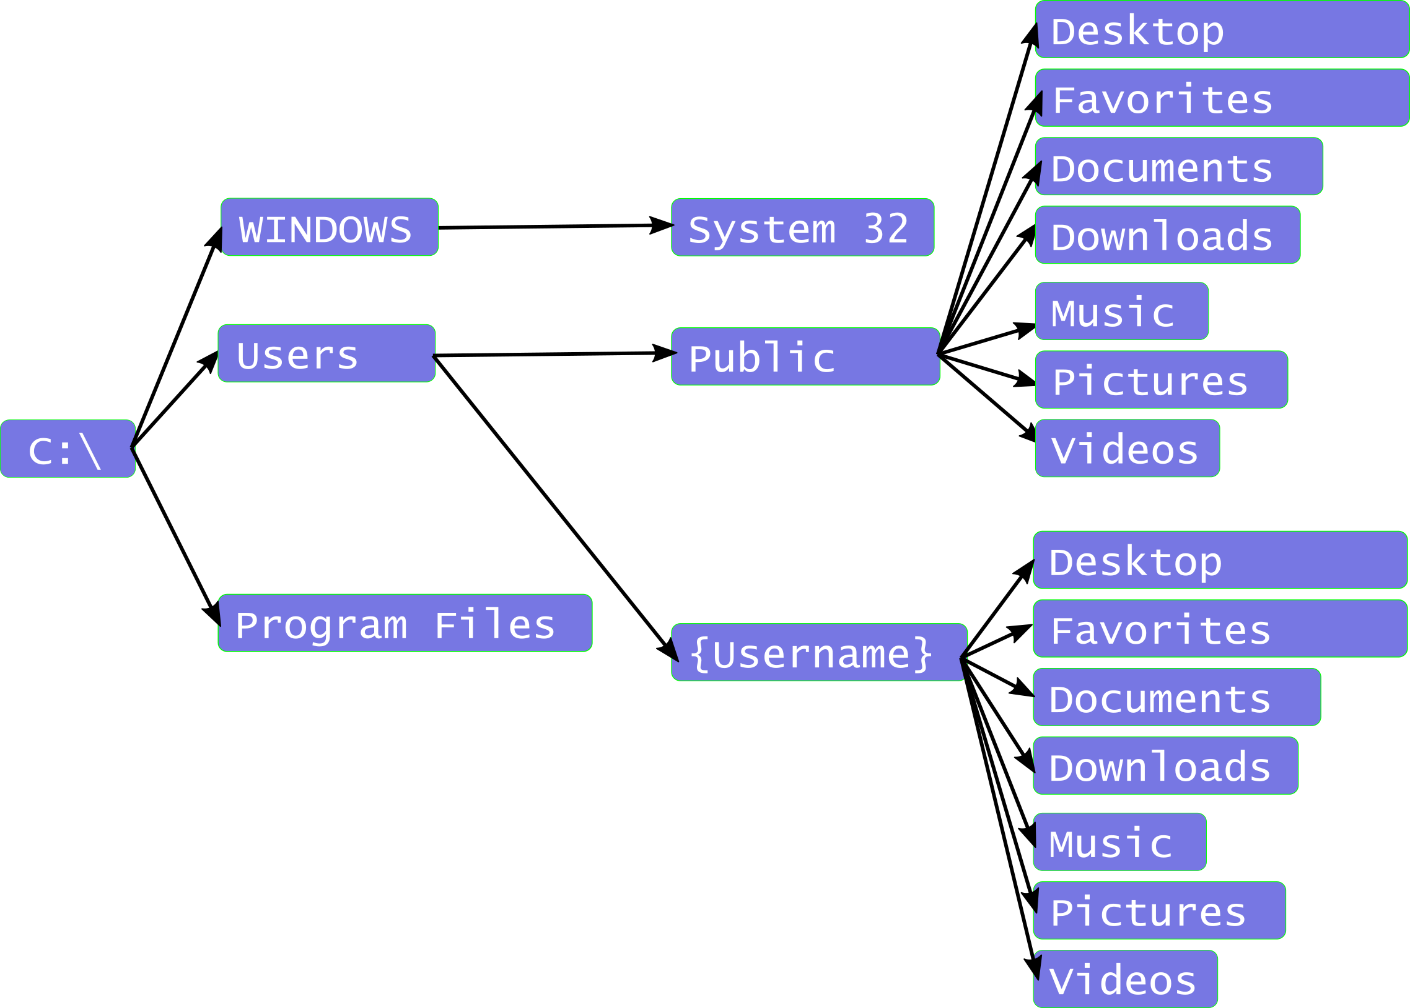 C:\
WINDOWS
Users
Program Files
System 32
Public
{Username}
Desktop
Favorites
Documents
Downloads
Music
Pictures
Videos
Desktop
Favorites
Documents
Downloads
Music
Pictures
Videos